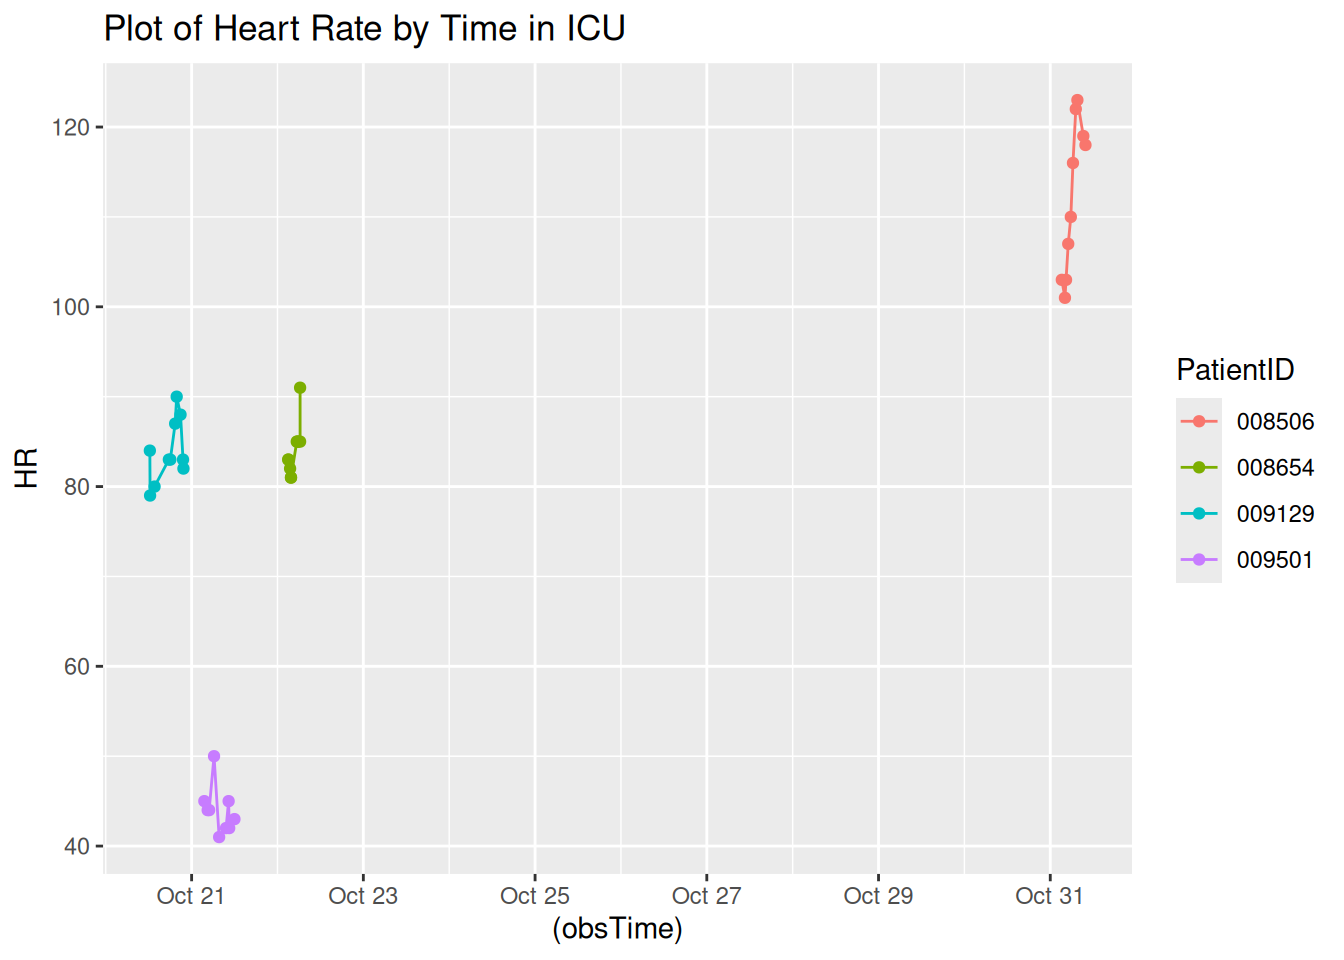 Plot of Heart Rate by Time in ICU
HR
120
100
80
60
40
Oct 21
Oct 23
Oct 25
Oct 27
Oct 29
Oct 31
(obsTime)
PatientID
008506
008654
009129
009501